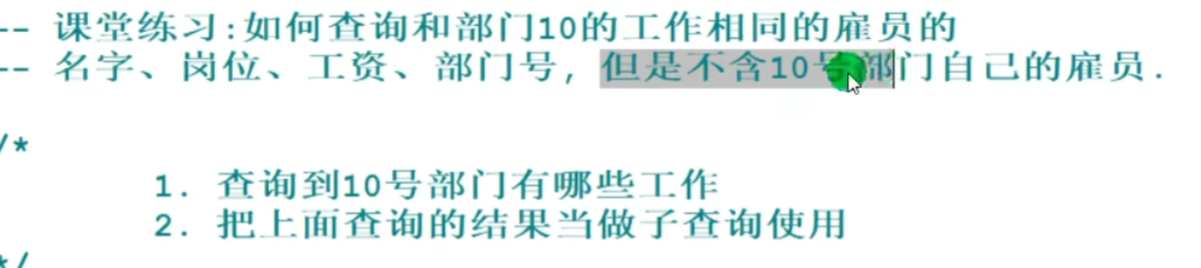 -- 课堂练习:如何查询和部门10的工作相同的雇员的
-- 名字、岗位、工资、部门号, 但是不含10号部门自己的雇员.
/*
1. 查询到10号部门有哪些工作
2. 把上面查询的结果当做子查询使用
*/